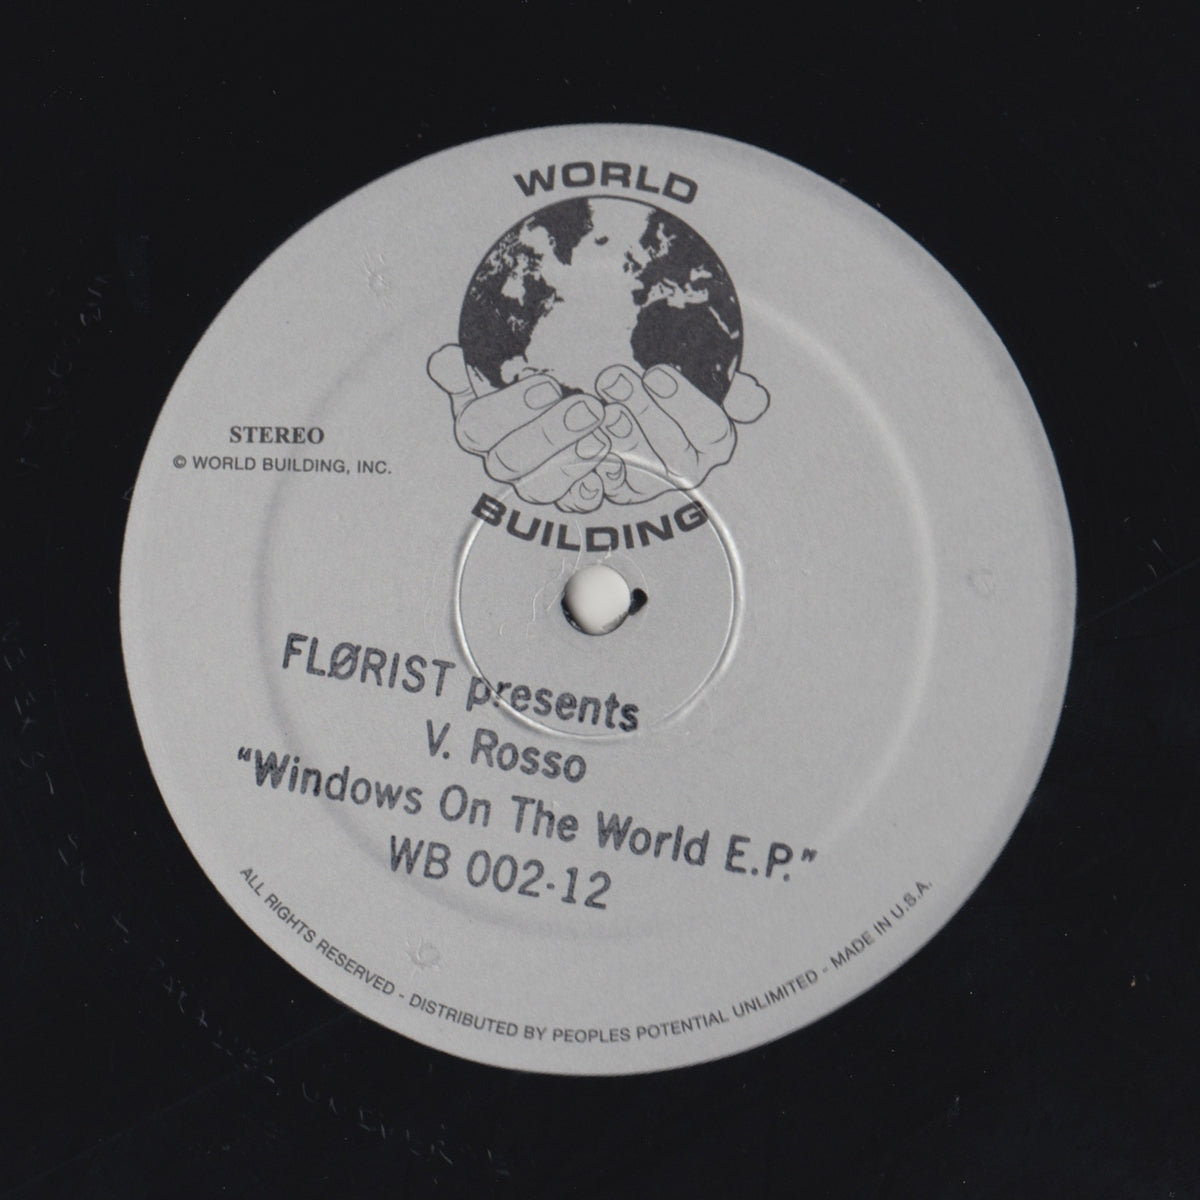 WORLD
BUILDING
STEREO
© WORLD BUILDING, INC.
FLØRIST presents
V. Rosso
“Windows On The World E.P.”
WB 002-12
ALL RIGHTS RESERVED - DISTRIBUTED BY PEOPLES POTENTIAL UNLIMITED - MADE IN U.S.A.